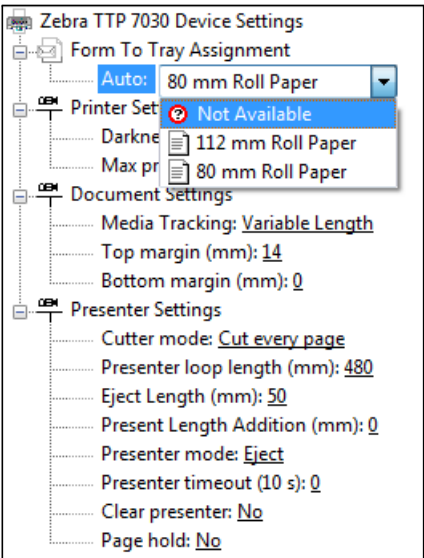 Zebra TTP 7030 Device Settings
Form To Tray Assignment
Auto: 80 mm Roll Paper
Not Available
112 mm Roll Paper
80 mm Roll Paper
Printer Set
Darkne
Max pr
Document Settings
Media Tracking: Variable Length
Top margin (mm): 14
Bottom margin (mm): 0
Presenter Settings
Cutter mode: Cut every page
Presenter loop length (mm): 480
Eject Length (mm): 50
Present Length Addition (mm): 0
Presenter mode: Eject
Presenter timeout (10 s): 0
Clear presenter: No
Page hold: No